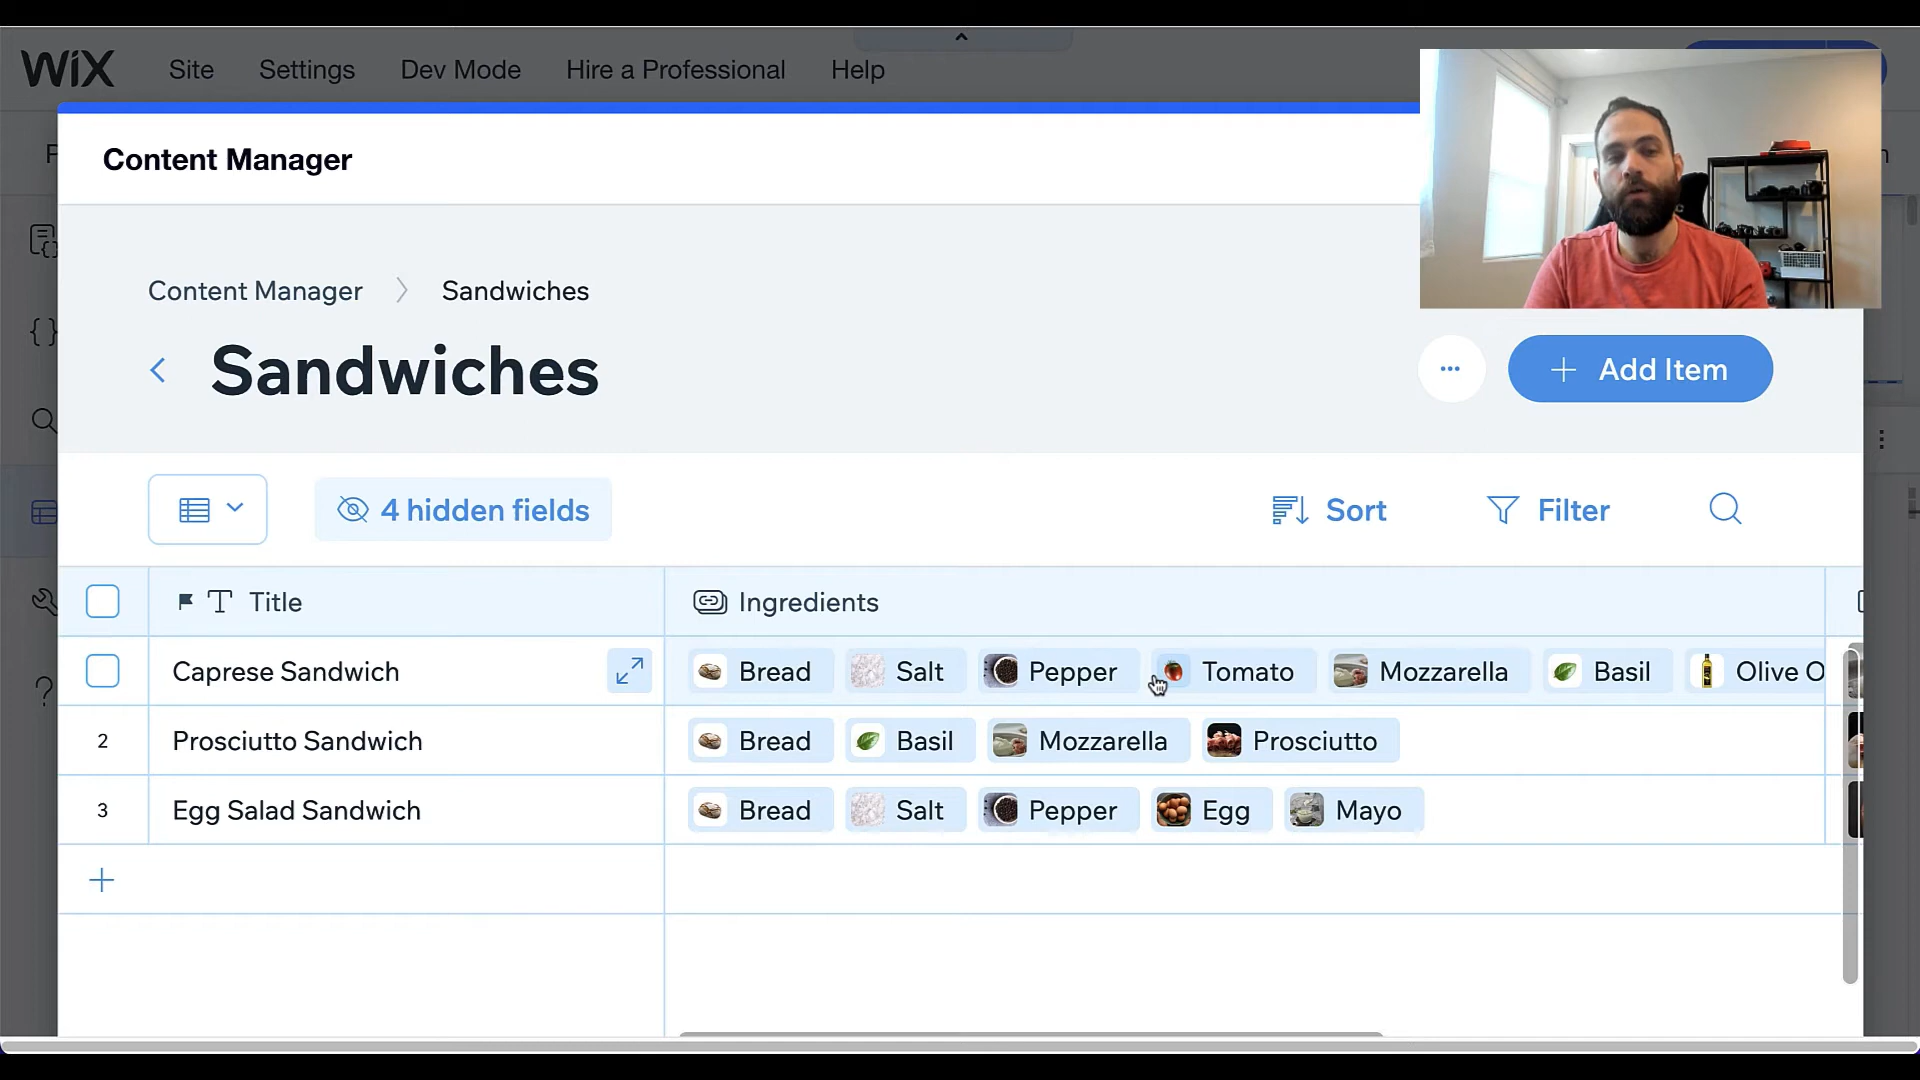 WiX Site Settings Dev Mode Hire a Professional Help
Content Manager
Content Manager Sandwiches
Sandwiches
Add Item
4 hidden fields Sort Filter
Title Ingredients
Caprese Sandwich Bread Salt Pepper Tomato Mozzarella Basil Olive O
2 Prosciutto Sandwich Bread Basil Mozzarella Prosciutto
3 Egg Salad Sandwich Bread Salt Pepper Egg Mayo